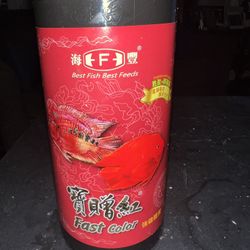 海 F 豐 ®
Best Fish Best Feeds
寶贈紅
Fast Color